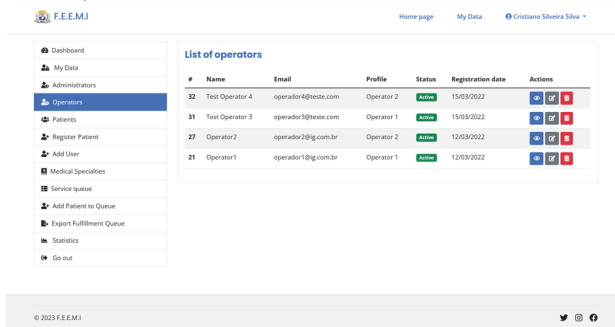 F.E.E.M.I
Home page My Data Cristiano Silveira Silva
Dashboard
My Data
Administrators
Operators
Patients
Register Patient
Add User
Medical Specialties
Service queue
Add Patient to Queue
Export Fulfillment Queue
Statistics
Go out
List of operators
# Name Email Profile Status Registration date Actions
32 Test Operator 4 operador4@teste.com Operator 2 Active 15/03/2022
31 Test Operator 3 operador3@teste.com Operator 1 Active 15/03/2022
27 Operator2 operador2@ig.com.br Operator 2 Active 12/03/2022
21 Operator1 operador1@ig.com.br Operator 1 Active 12/03/2022
© 2023 F.E.E.M.I